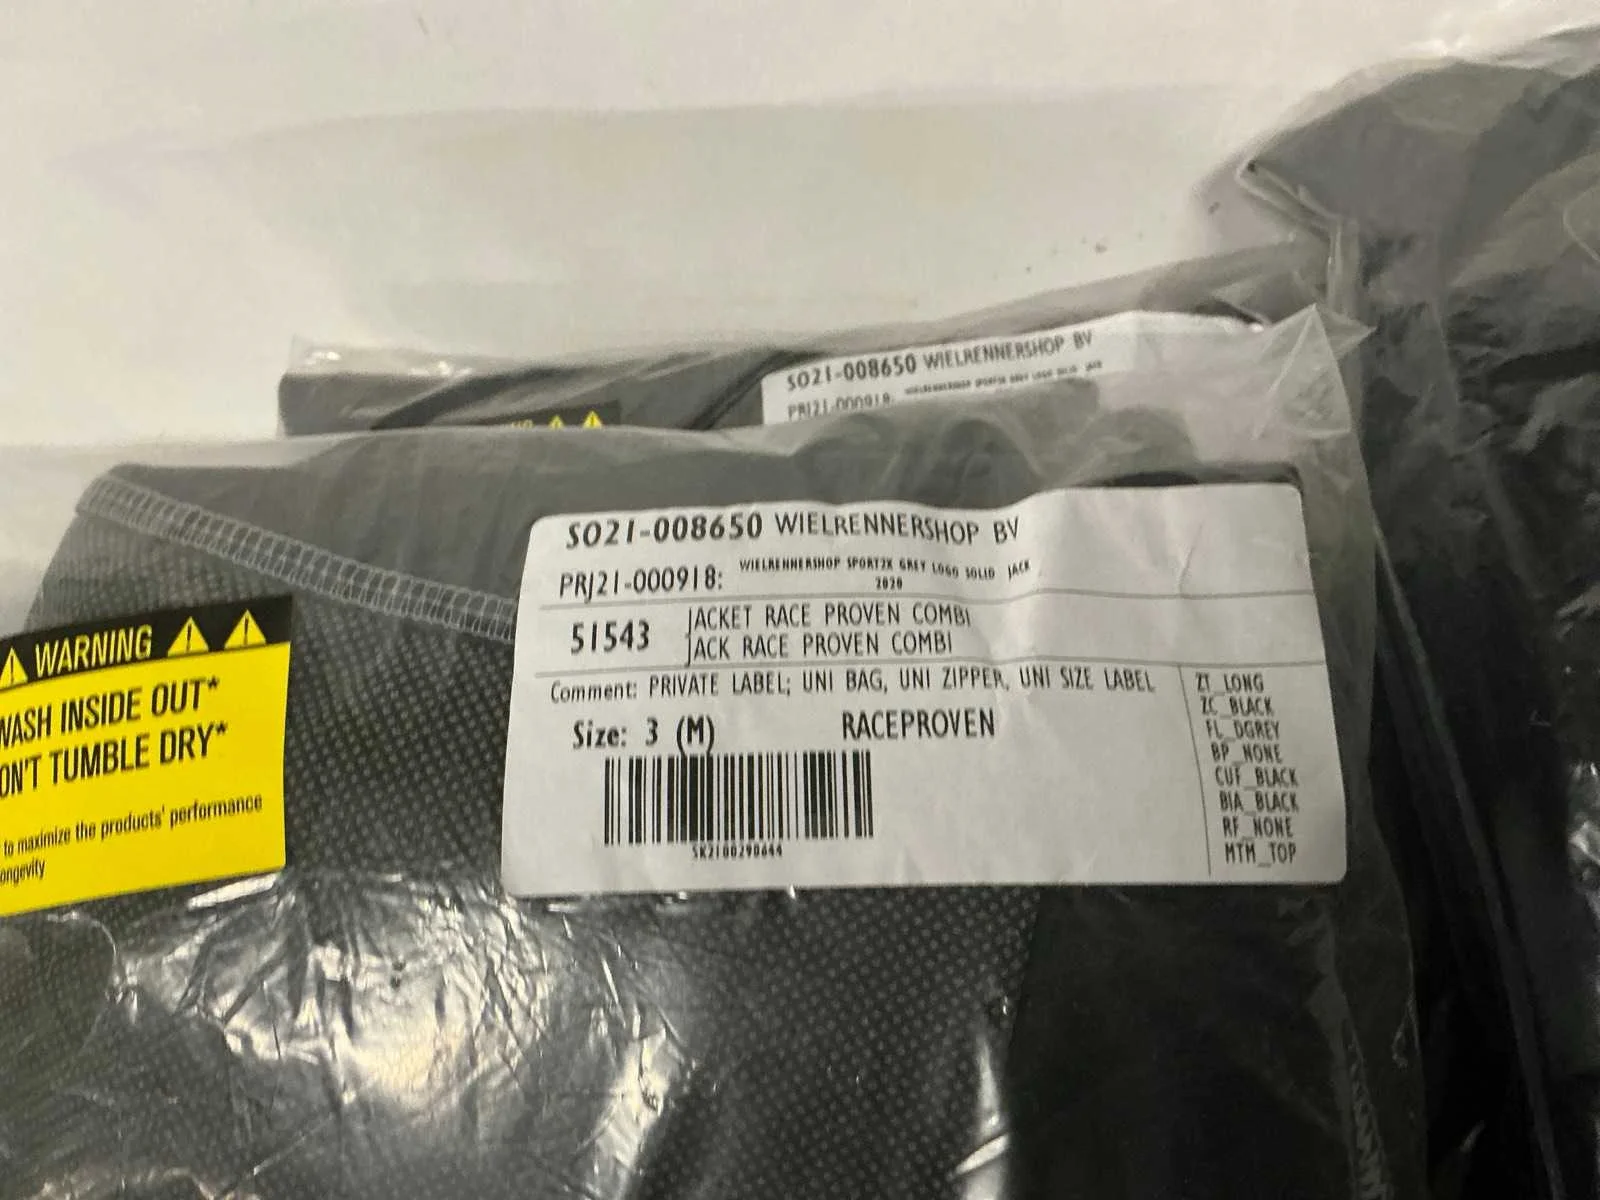 SO21-008650 WIELRENNERSHOP BV
PRJ21-000918:
SO21-008650 WIELRENNERSHOP BV
PRJ21-000918: WIELRENNERSHOP SPORT2K GREY LOGO SOLID JACK
2020
51543 JACKET RACE PROVEN COMBI
JACK RACE PROVEN COMBI
Comment: PRIVATE LABEL; UNI BAG, UNI ZIPPER, UNI SIZE LABEL
Size: 3 (M) RACEPROVEN
SK2100290644
ZT_LONG
ZC_BLACK
FL_DGREY
BP_NONE
CUF_BLACK
BIA_BLACK
RF_NONE
MTM_TOP
WARNING
WASH INSIDE OUT*
ON'T TUMBLE DRY*
to maximize the products' performance
ongevity